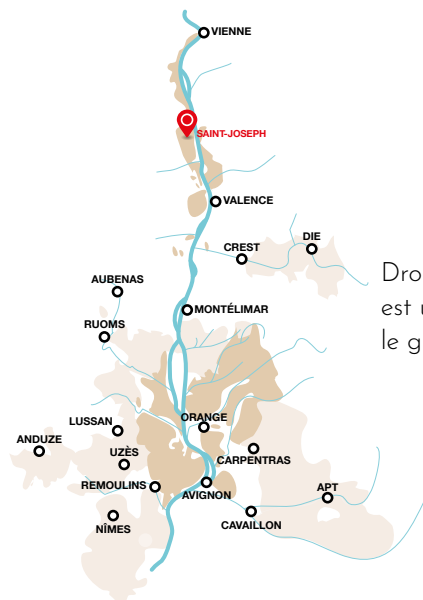 VIENNE
SAINT-JOSEPH
VALENCE
DIE
CREST
AUBENAS
MONTÉLIMAR
RUOMS
Dro
est u
le g
ORANGE
LUSSAN
ANDUZE
UZÈS
CARPENTRAS
REMOULINS
AVIGNON
APT
NÎMES
CAVAILLON